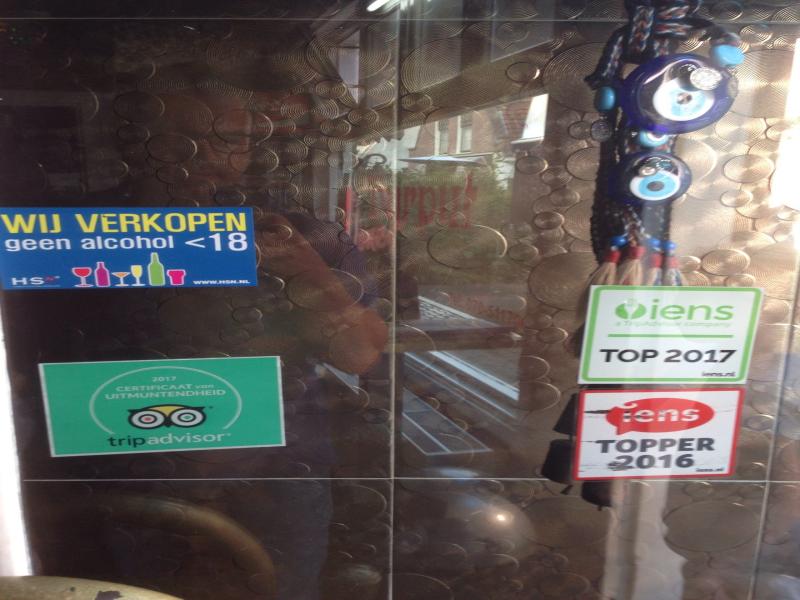 WIJ VERKOPEN
geen alcohol <18
HSN www.HSN.NL
2017
CERTIFICAAT van
UITMUNTENDHEID
tripadvisor
iens
a TripAdvisor company
TOP 2017
iens.nl
iens
TOPPER
2016
iens.nl